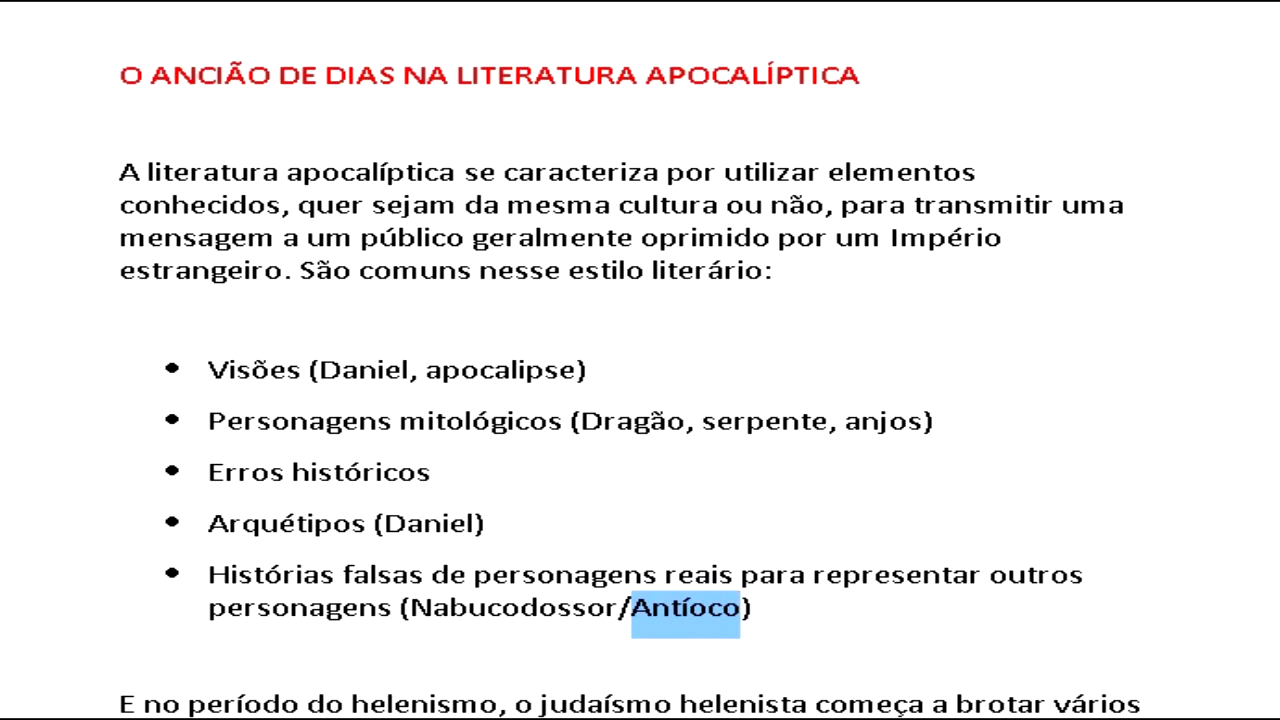 O ANCIÃO DE DIAS NA LITERATURA APOCALÍPTICA
A literatura apocalíptica se caracteriza por utilizar elementos
conhecidos, quer sejam da mesma cultura ou não, para transmitir uma
mensagem a um público geralmente oprimido por um Império
estrangeiro. São comuns nesse estilo literário:
• Visões (Daniel, apocalipse)
• Personagens mitológicos (Dragão, serpente, anjos)
• Erros históricos
• Arquétipos (Daniel)
• Histórias falsas de personagens reais para representar outros
personagens (Nabucodossor/Antíoco)
E no período do helenismo, o judaísmo helenista começa a brotar vários